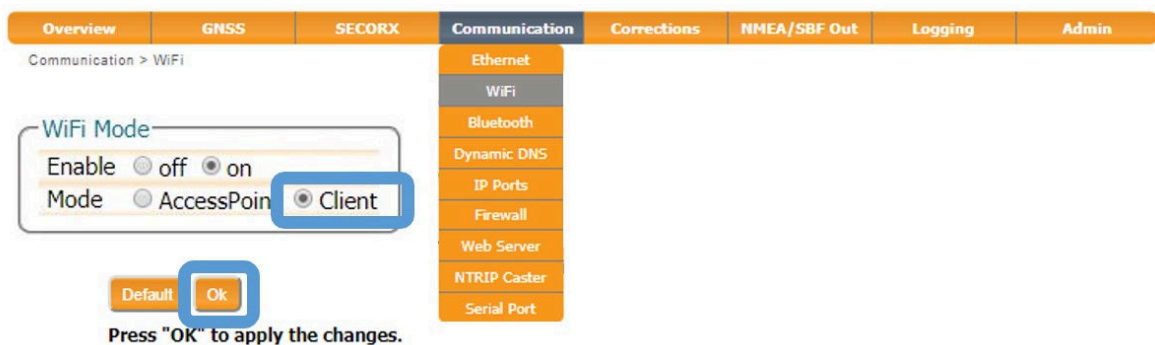 Overview GNSS SECORX Communication Corrections NMEA/SBF Out Logging Admin
Communication > WiFi
Ethernet
WiFi
Bluetooth
Dynamic DNS
IP Ports
Firewall
Web Server
NTRIP Caster
Serial Port
WiFi Mode
Enable off on
Mode AccessPoin Client
Default Ok
Press "OK" to apply the changes.